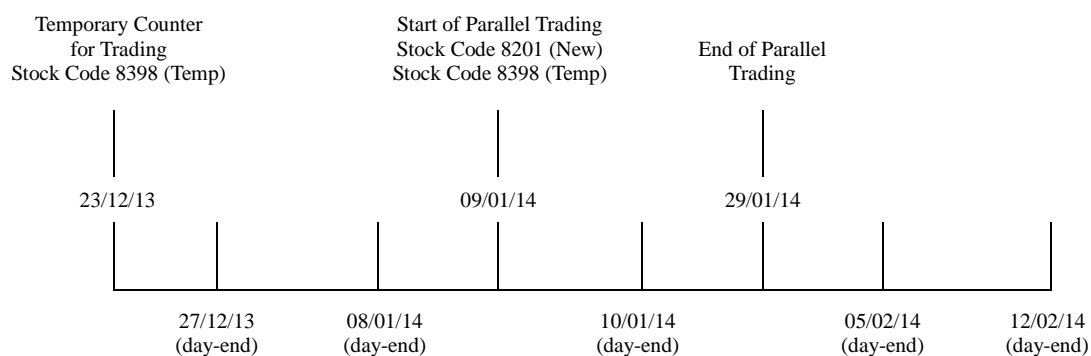 Temporary Counter
for Trading
Stock Code 8398 (Temp)
Start of Parallel Trading
Stock Code 8201 (New)
Stock Code 8398 (Temp)
End of Parallel
Trading
23/12/13
09/01/14
29/01/14
27/12/13
(day-end)
08/01/14
(day-end)
10/01/14
(day-end)
05/02/14
(day-end)
12/02/14
(day-end)